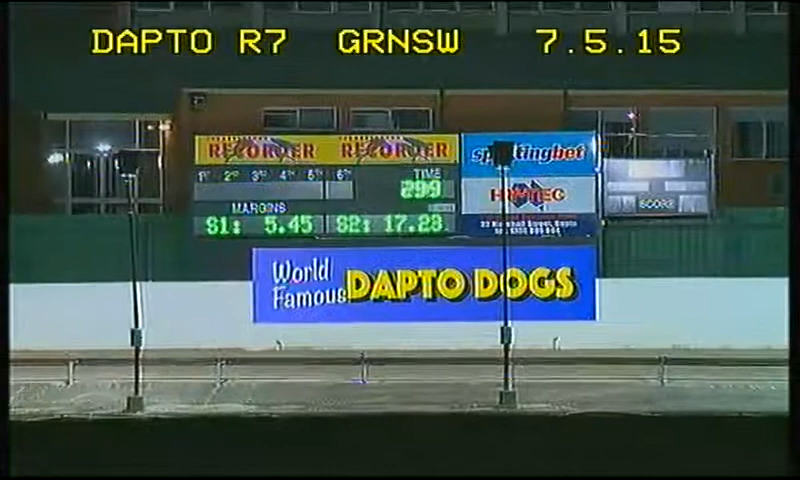 DAPTO R7 GRNSW 7.5.15
RECORDER RECORDER
sportingbet
1st 2nd 3rd 4th 5th 6th TIME
299
MARGINS
S1: 5.45 S2: 17.23
SCORE
World Famous DAPTO DOGS